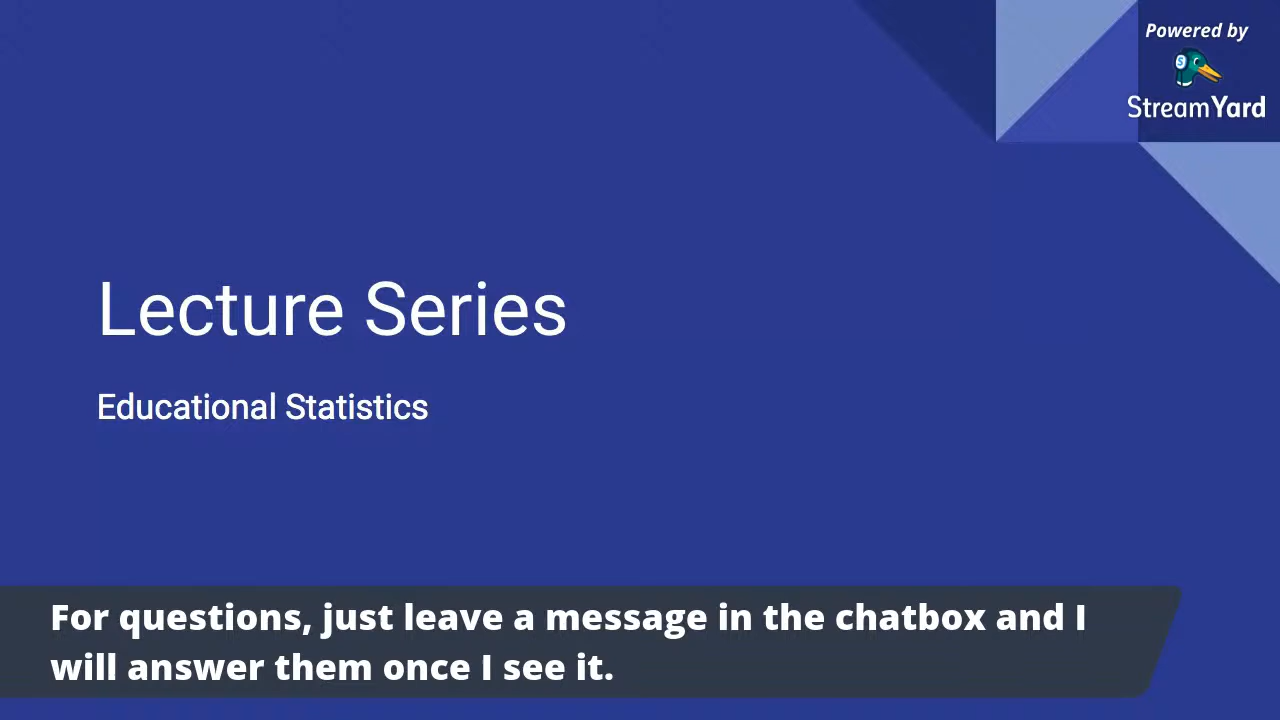 Powered by
StreamYard
Lecture Series
Educational Statistics
For questions, just leave a message in the chatbox and I
will answer them once I see it.